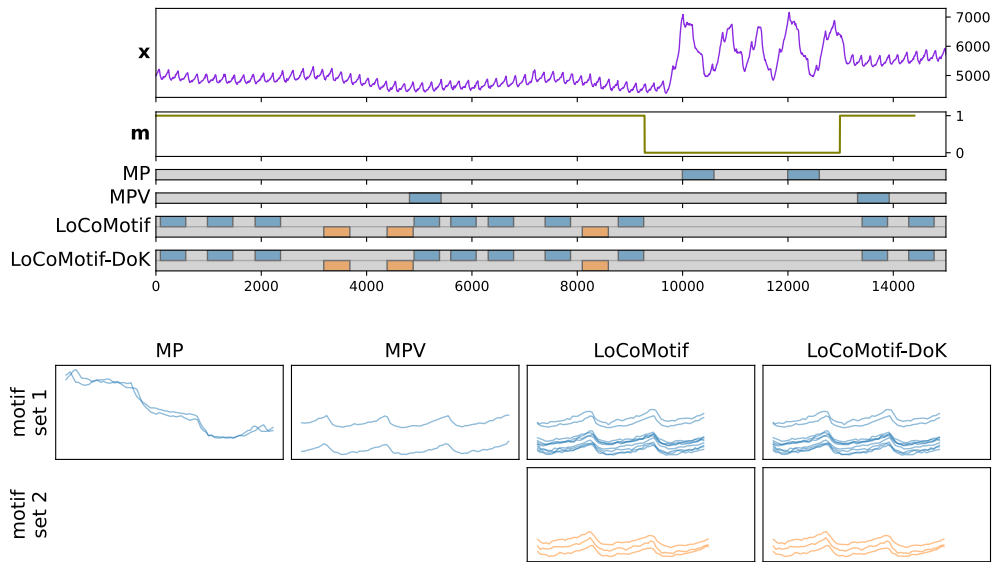 x
7000
6000
5000
m
1
0
MP
MPV
LoCoMotif
LoCoMotif-DoK
0 2000 4000 6000 8000 10000 12000 14000
MP MPV LoCoMotif LoCoMotif-DoK
motif
set 1
motif
set 2